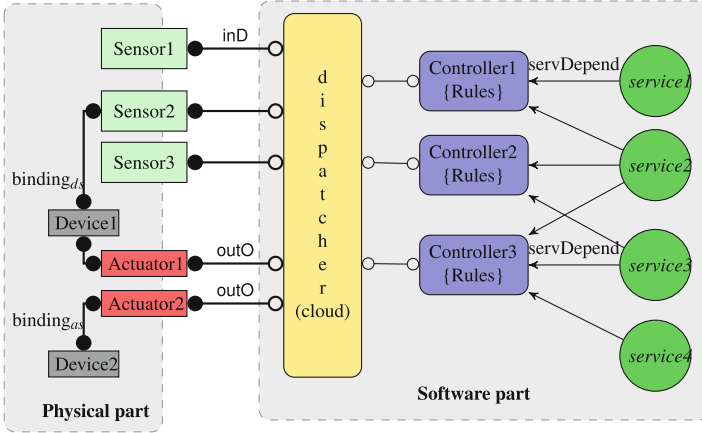 Sensor1
inD
Sensor2
Sensor3
binding_ds
Device1
Actuator1
outO
Actuator2
outO
binding_as
Device2
Physical part
d
i
s
p
a
t
c
h
e
r
(cloud)
Controller1
{Rules}
servDepend
service1
Controller2
{Rules}
service2
Controller3
{Rules}
servDepend
service3
service4
Software part